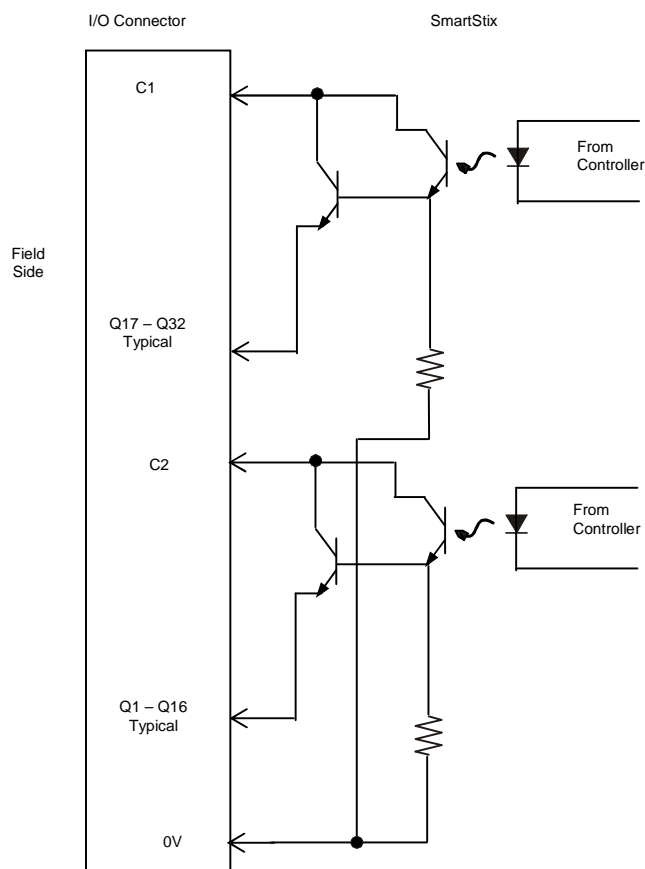 I/O Connector
SmartStix
C1
From
Controller
Field
Side
Q17 – Q32
Typical
C2
From
Controller
Q1 – Q16
Typical
0V